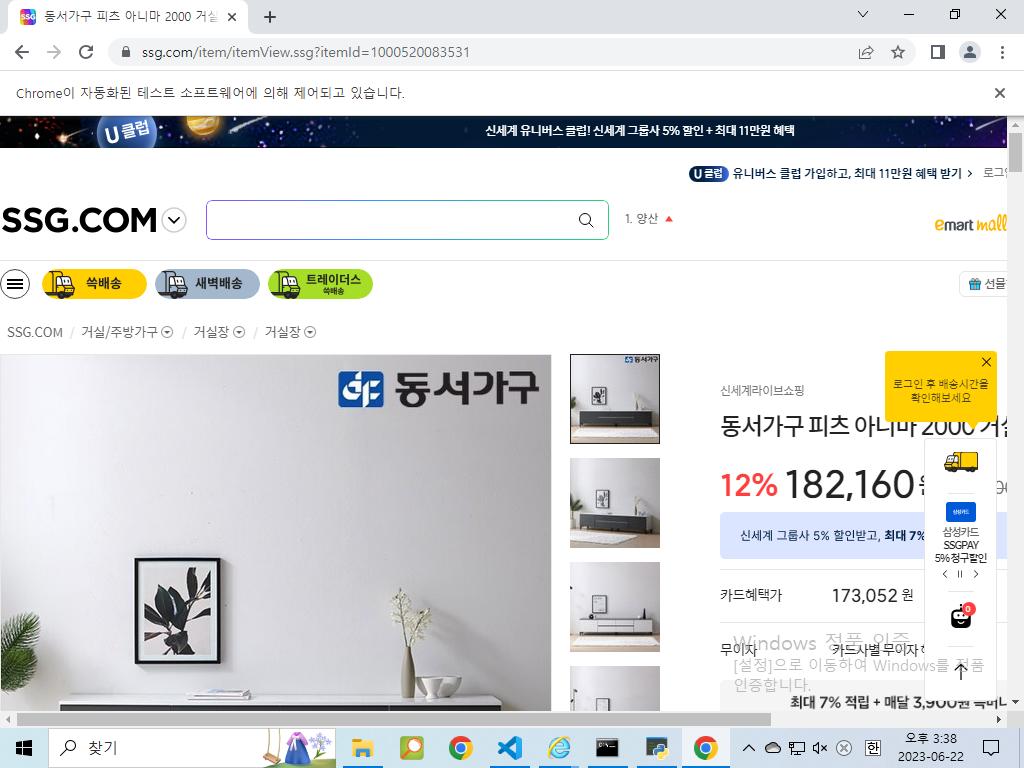 동서가구 피츠 아니마 2000 거실
ssg.com/item/itemView.ssg?itemId=1000520083531
Chrome이 자동화된 테스트 소프트웨어에 의해 제어되고 있습니다.
U 클럽
신세계 유니버스 클럽! 신세계 그룹사 5% 할인 + 최대 11만원 혜택
U 클럽 유니버스 클럽 가입하고, 최대 11만원 혜택 받기 >
SSG.COM
1. 양산
emart mall
쓱배송
새벽배송
트레이더스
쓱배송
선물
SSG.COM / 거실/주방가구 / 거실장 / 거실장
동서가구
동서가구
로그인 후 배송시간을
확인해보세요
신세계라이브쇼핑
동서가구 피츠 아니마 2000 거실
12% 182,160
신세계 그룹사 5% 할인받고, 최대 7%
삼성카드
삼성카드
SSGPAY
5% 청구할인
카드혜택가 173,052 원
0
무이자 카드사별 무이자
Windows 정품 인증
[설정]으로 이동하여 Windows를 정품
인증합니다.
최대 7% 적립 + 매달 3,900원
찾기
한
오후 3:38
2023-06-22